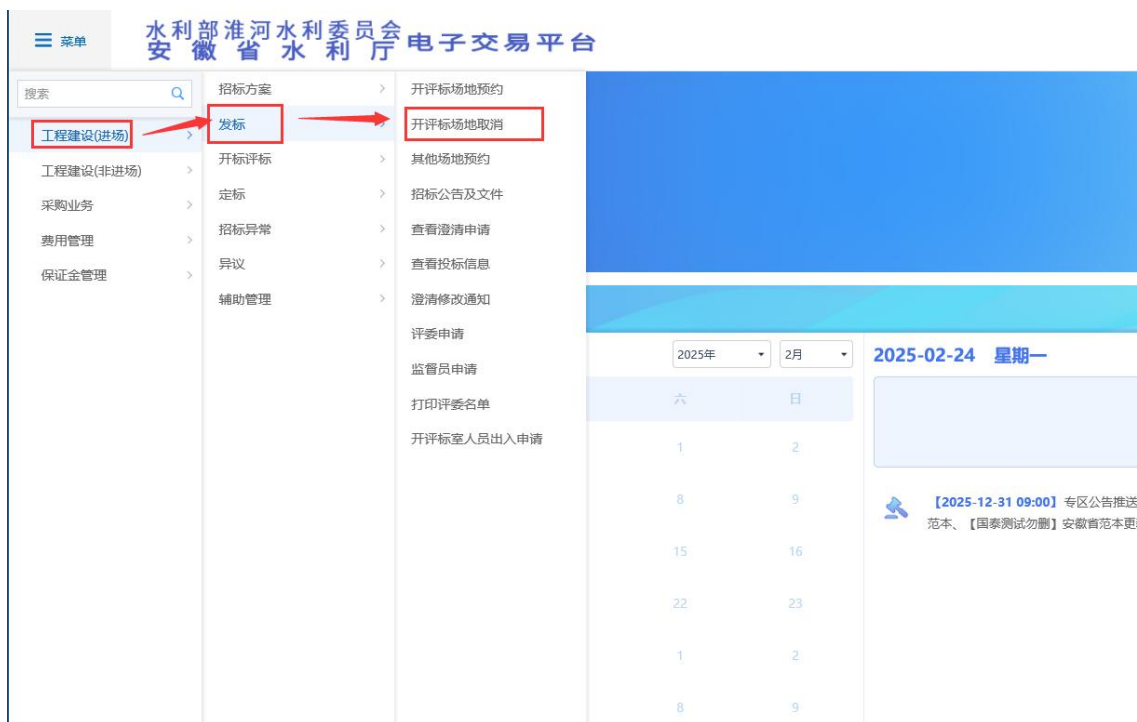 菜单
水利部淮河水利委员会
安徽省水利厅
电子交易平台
搜索
工程建设(进场)
工程建设(非进场)
采购业务
费用管理
保证金管理
招标方案
发标
开标评标
定标
招标异常
异议
辅助管理
开评标场地预约
开评标场地取消
其他场地预约
招标公告及文件
查看澄清申请
查看投标信息
澄清修改通知
评委申请
监督员申请
打印评委名单
开评标室人员出入申请
2025年 2月
六 日
1 2
8 9
15 16
22 23
1 2
8 9
2025-02-24 星期一
【2025-12-31 09:00】专区公告推送
范本、【国泰测试勿删】安徽省范本更